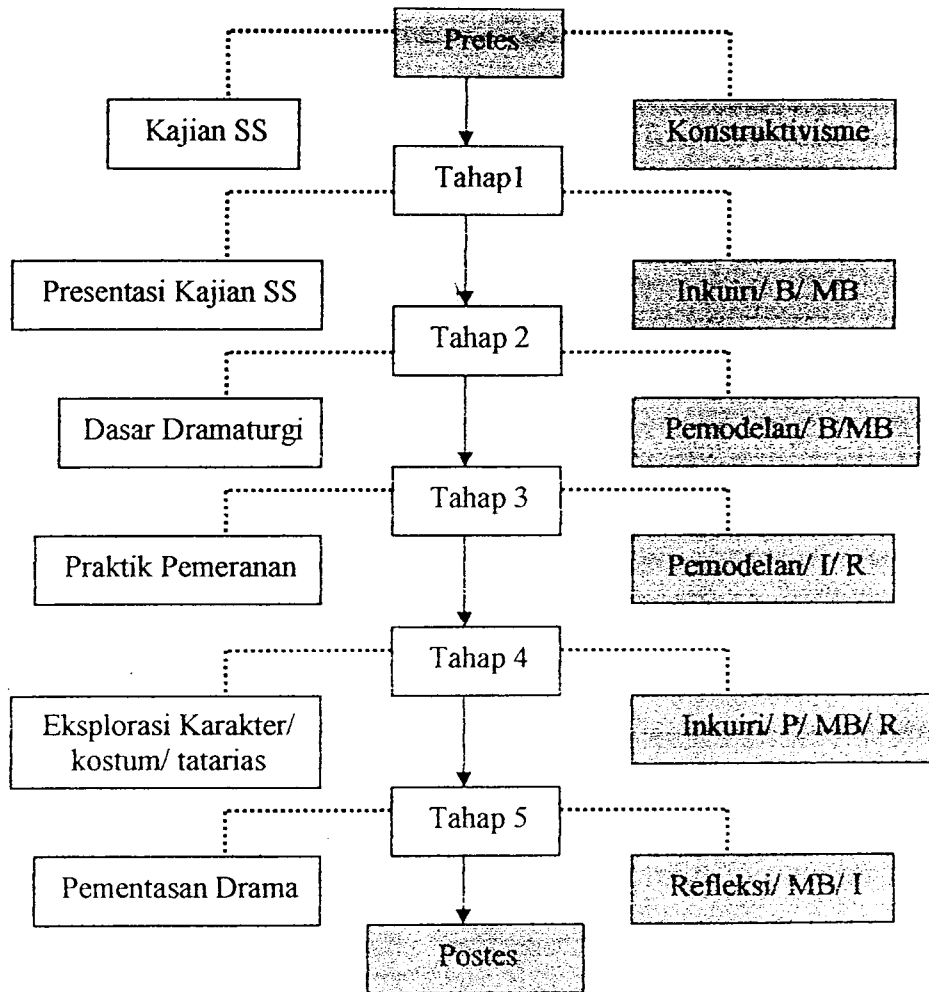 Pretes
Kajian SS
Konstruktivisme
Tahap1
Presentasi Kajian SS
Inkuiri/ B/ MB
Tahap 2
Dasar Dramaturgi
Pemodelan/ B/MB
Tahap 3
Praktik Pemeranan
Pemodelan/ I/ R
Tahap 4
Eksplorasi Karakter/
kostum/ tatarias
Inkuiri/ P/ MB/ R
Tahap 5
Pementasan Drama
Refleksi/ MB/ I
Postes